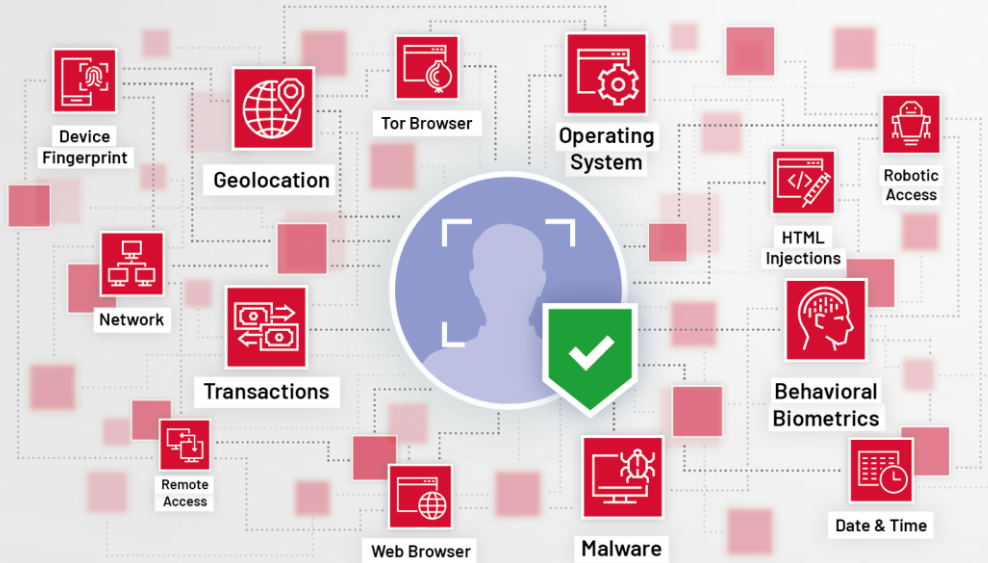 Device
Fingerprint
Geolocation
Tor Browser
Operating
System
Robotic
Access
HTML
Injections
Network
Transactions
Behavioral
Biometrics
Remote
Access
Web Browser
Malware
Date & Time